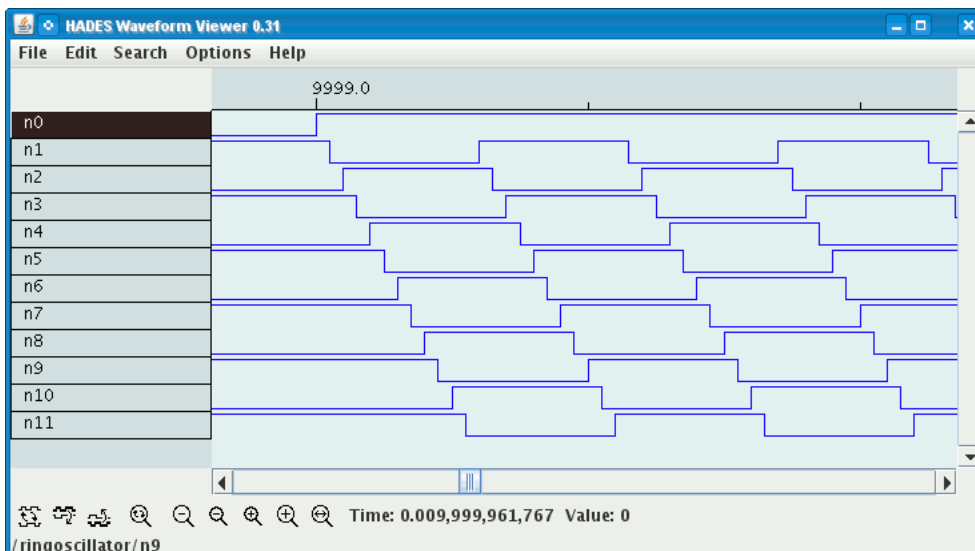 HADES Waveform Viewer 0.31
File Edit Search Options Help
9999.0
n0
n1
n2
n3
n4
n5
n6
n7
n8
n9
n10
n11
Time: 0.009,999,961,767 Value: 0
/ringoscillator/n9